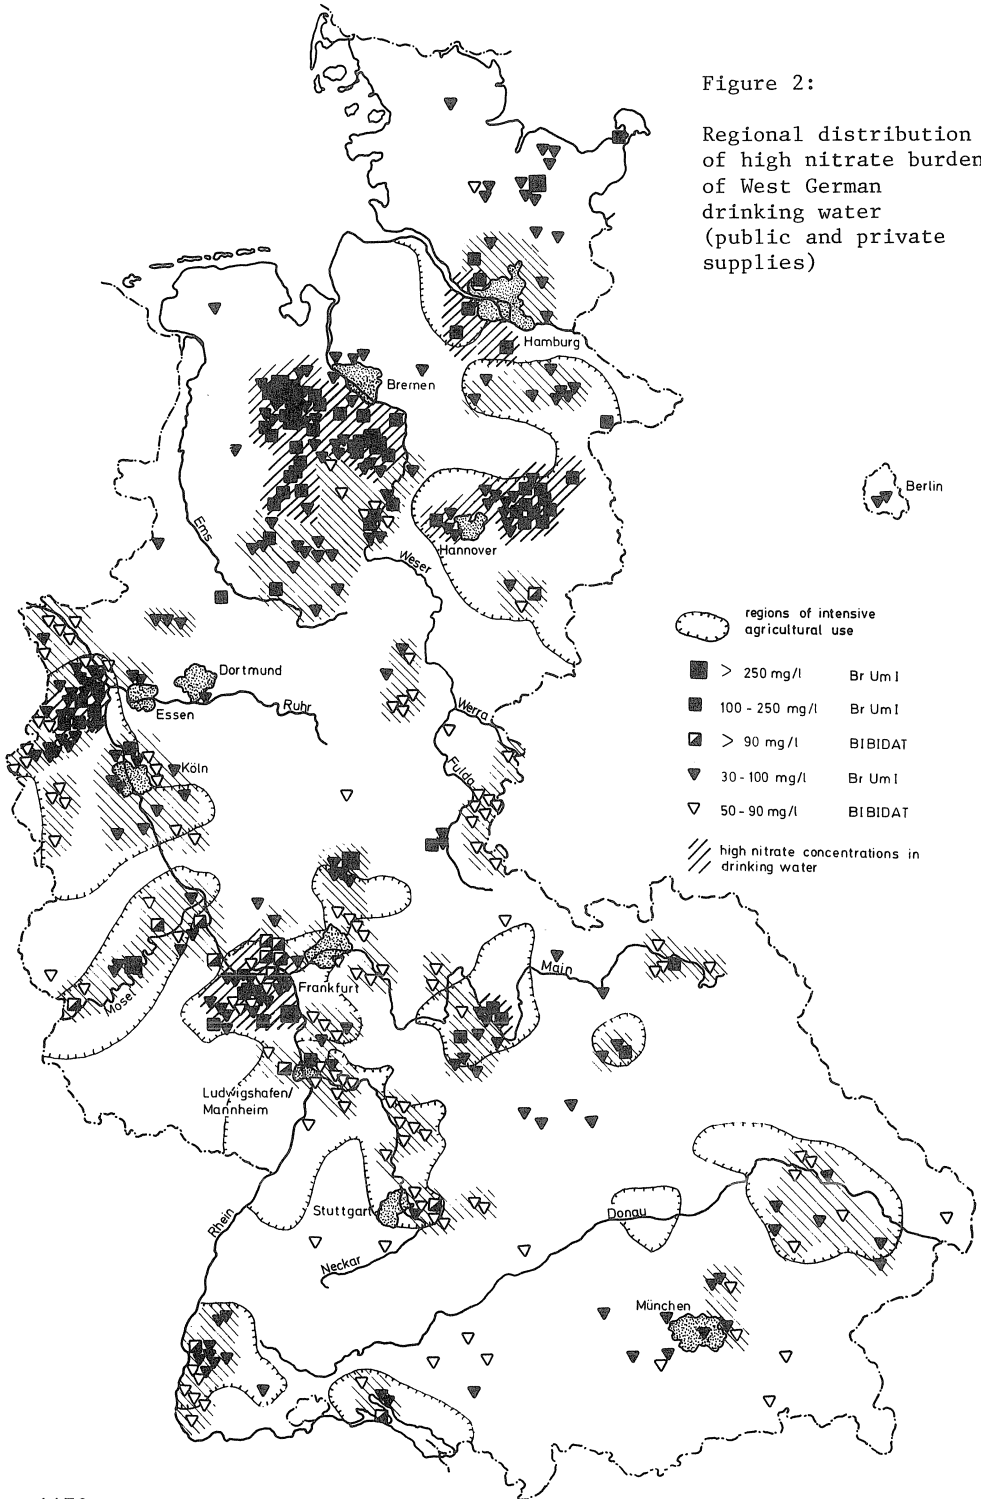 Figure 2:
Regional distribution
of high nitrate burden
of West German
drinking water
(public and private
supplies)
Hamburg
Bremen
Berlin
Ems
Hannover
Weser
regions of intensive
agricultural use
> 250 mg/l Br Um I
100 - 250 mg/l Br Um I
> 90 mg/l BIBIDAT
30 - 100 mg/l Br Um I
50 - 90 mg/l BIBIDAT
high nitrate concentrations in
drinking water
Dortmund
Essen
Ruhr
Werra
Köln
Fulda
Main
Frankfurt
Mosel
Ludwigshafen/
Mannheim
Rhein
Stuttgart
Donau
Neckar
München